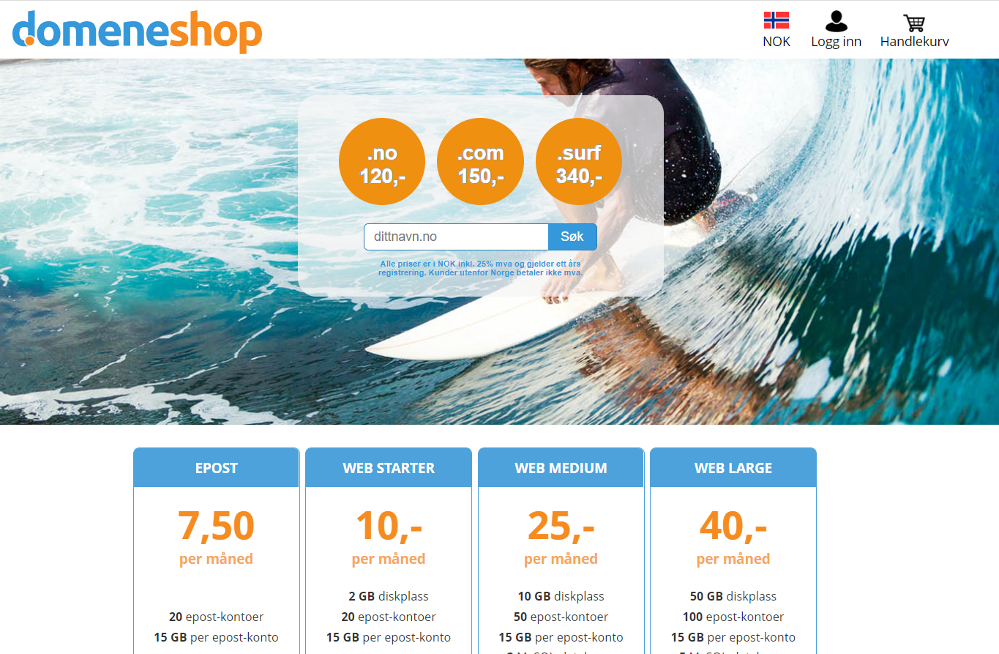 domeneshop
NOK
Logg inn
Handlekurv
.no
120,-
.com
150,-
.surf
340,-
dittnavn.no
Søk
Alle priser er i NOK inkl. 25% mva og gjelder ett års
registrering. Kunder utenfor Norge betaler ikke mva.
EPOST
7,50
per måned
20 epost-kontoer
15 GB per epost-konto
WEB STARTER
10,-
per måned
2 GB diskplass
20 epost-kontoer
15 GB per epost-konto
WEB MEDIUM
25,-
per måned
10 GB diskplass
50 epost-kontoer
15 GB per epost-konto
WEB LARGE
40,-
per måned
50 GB diskplass
100 epost-kontoer
15 GB per epost-konto